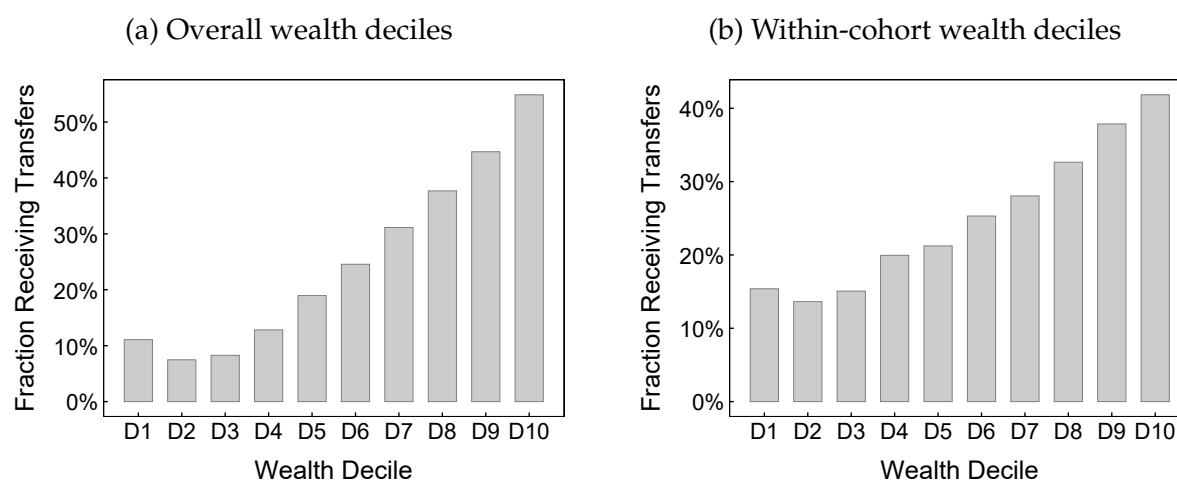 (a) Overall wealth deciles
Fraction Receiving Transfers
50%
40%
30%
20%
10%
0%
D1 D2 D3 D4 D5 D6 D7 D8 D9 D10
Wealth Decile
(b) Within-cohort wealth deciles
Fraction Receiving Transfers
40%
30%
20%
10%
0%
D1 D2 D3 D4 D5 D6 D7 D8 D9 D10
Wealth Decile